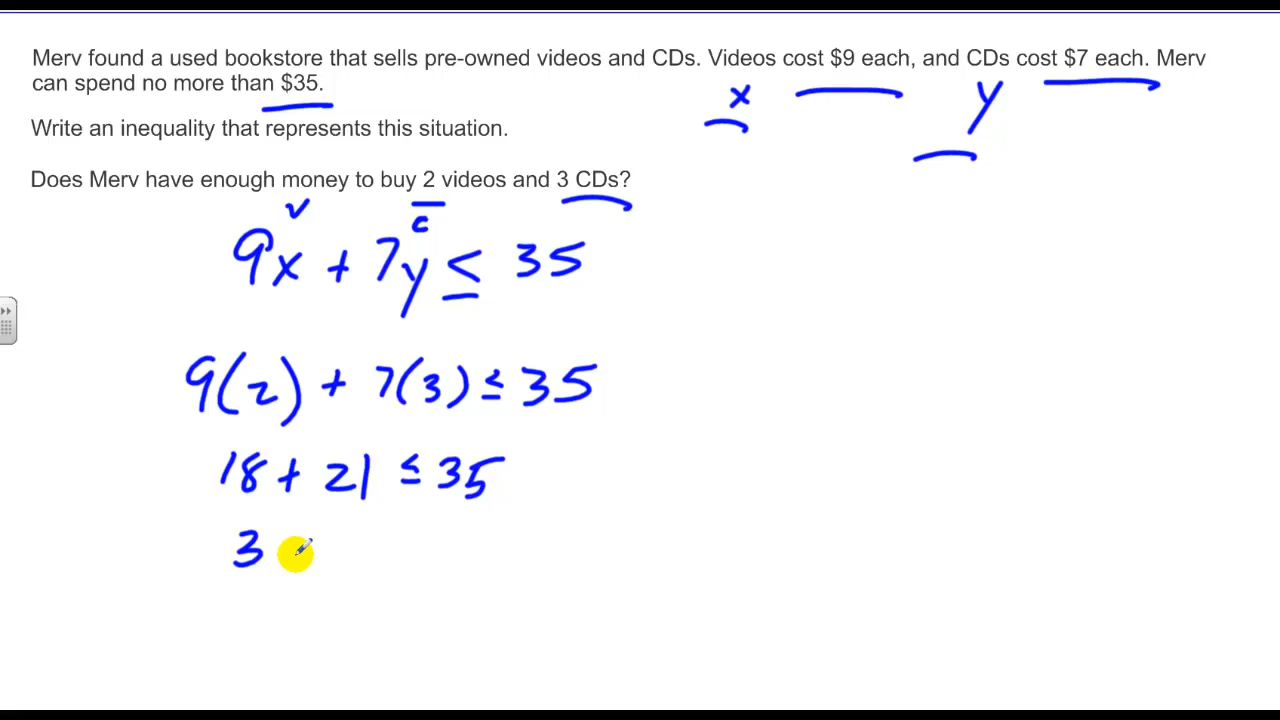 Merv found a used bookstore that sells pre-owned videos and CDs. Videos cost $9 each, and CDs cost $7 each. Merv
can spend no more than $35.
x y
Write an inequality that represents this situation.
Does Merv have enough money to buy 2 videos and 3 CDs?
v c
9x + 7y ≤ 35
9(2) + 7(3) ≤ 35
18 + 21 ≤ 35
3